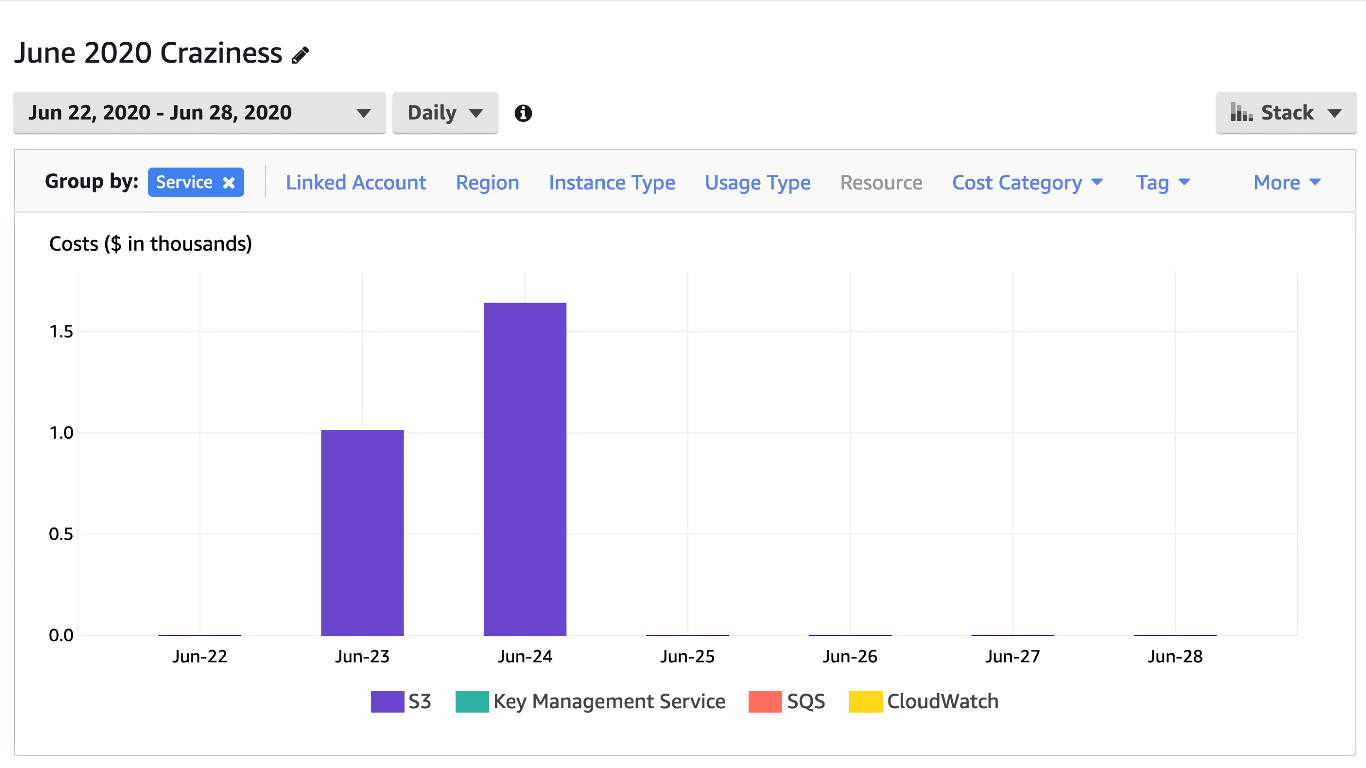 June 2020 Craziness
Jun 22, 2020 - Jun 28, 2020 Daily Stack
Group by: Service Linked Account Region Instance Type Usage Type Resource Cost Category Tag More
Costs ($ in thousands)
1.5
1.0
0.5
0.0
Jun-22 Jun-23 Jun-24 Jun-25 Jun-26 Jun-27 Jun-28
S3 Key Management Service SQS CloudWatch